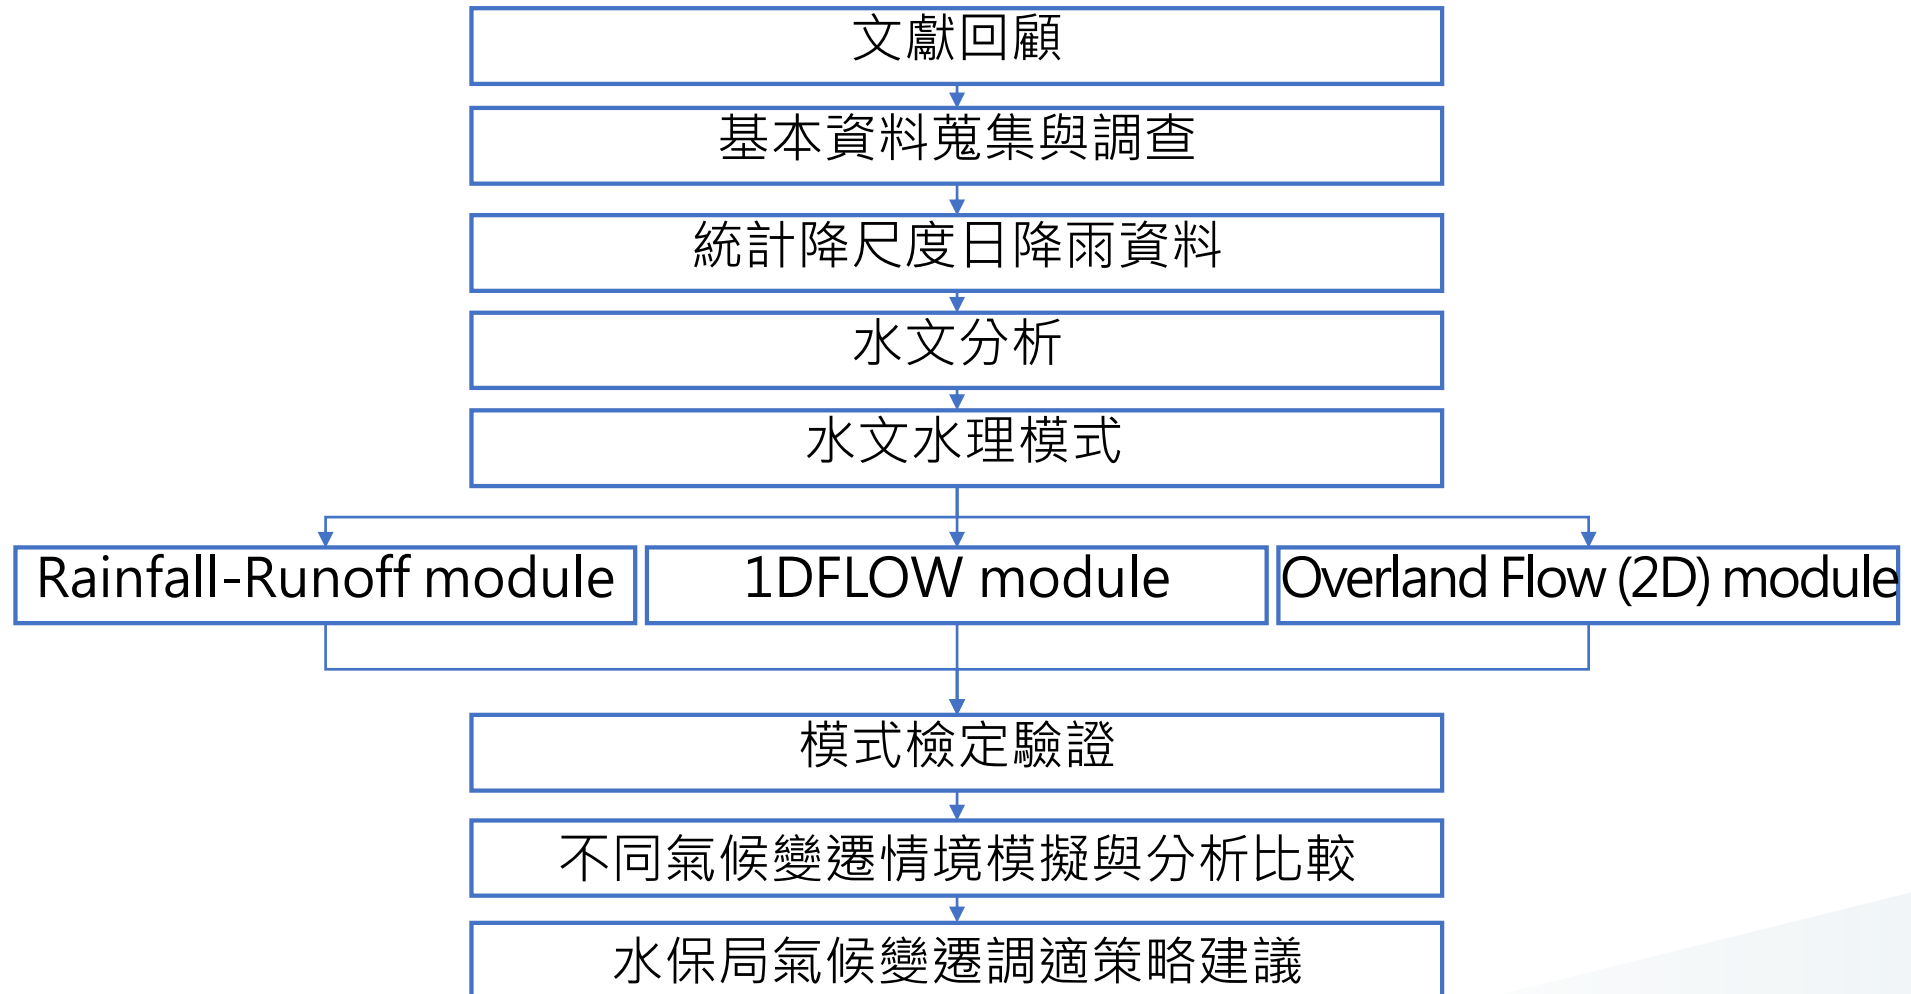 文獻回顧
基本資料蒐集與調查
統計降尺度日降雨資料
水文分析
水文水理模式
Rainfall-Runoff module
1DFLOW module
Overland Flow (2D) module
模式檢定驗證
不同氣候變遷情境模擬與分析比較
水保局氣候變遷調適策略建議